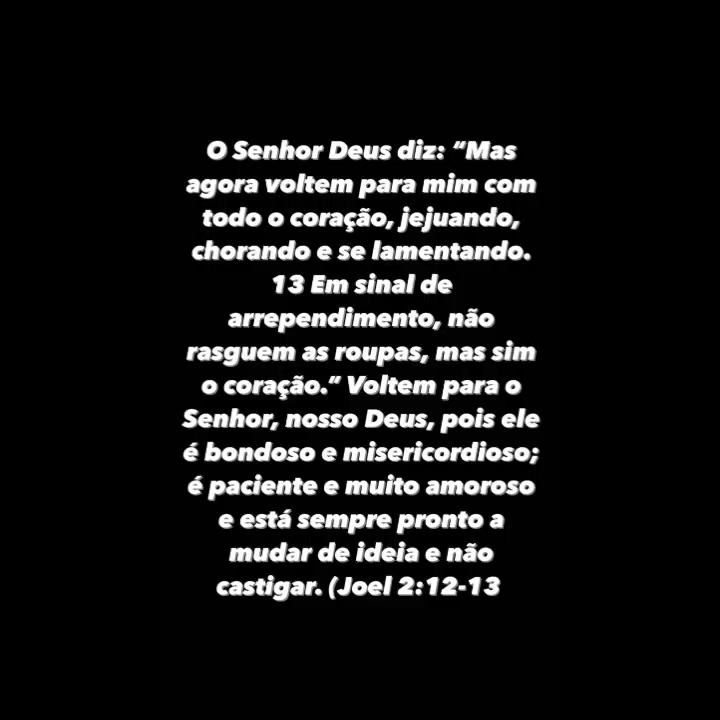 O Senhor Deus diz: “Mas
agora voltem para mim com
todo o coração, jejuando,
chorando e se lamentando.
13 Em sinal de
arrependimento, não
rasguem as roupas, mas sim
o coração.” Voltem para o
Senhor, nosso Deus, pois ele
é bondoso e misericordioso;
é paciente e muito amoroso
e está sempre pronto a
mudar de ideia e não
castigar. (Joel 2:12-13